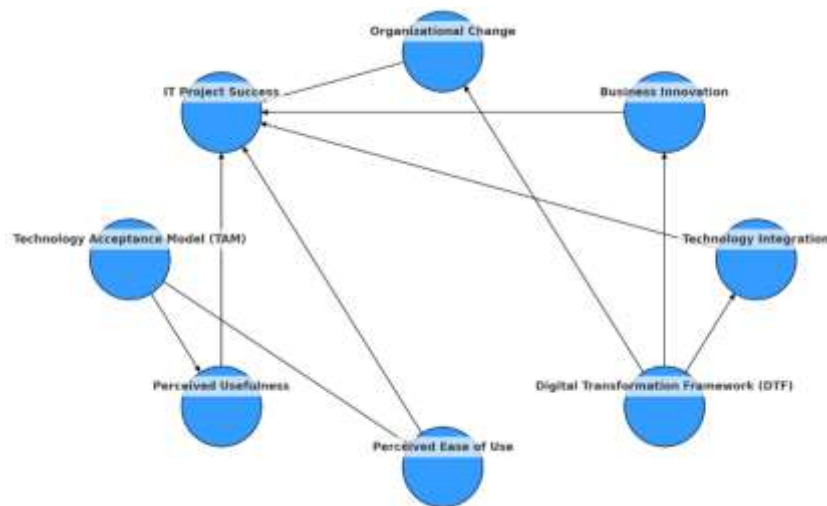 Organizational Change
IT Project Success
Business Innovation
Technology Acceptance Model (TAM)
Technology Integration
Perceived Usefulness
Digital Transformation Framework (DTF)
Perceived Ease of Use